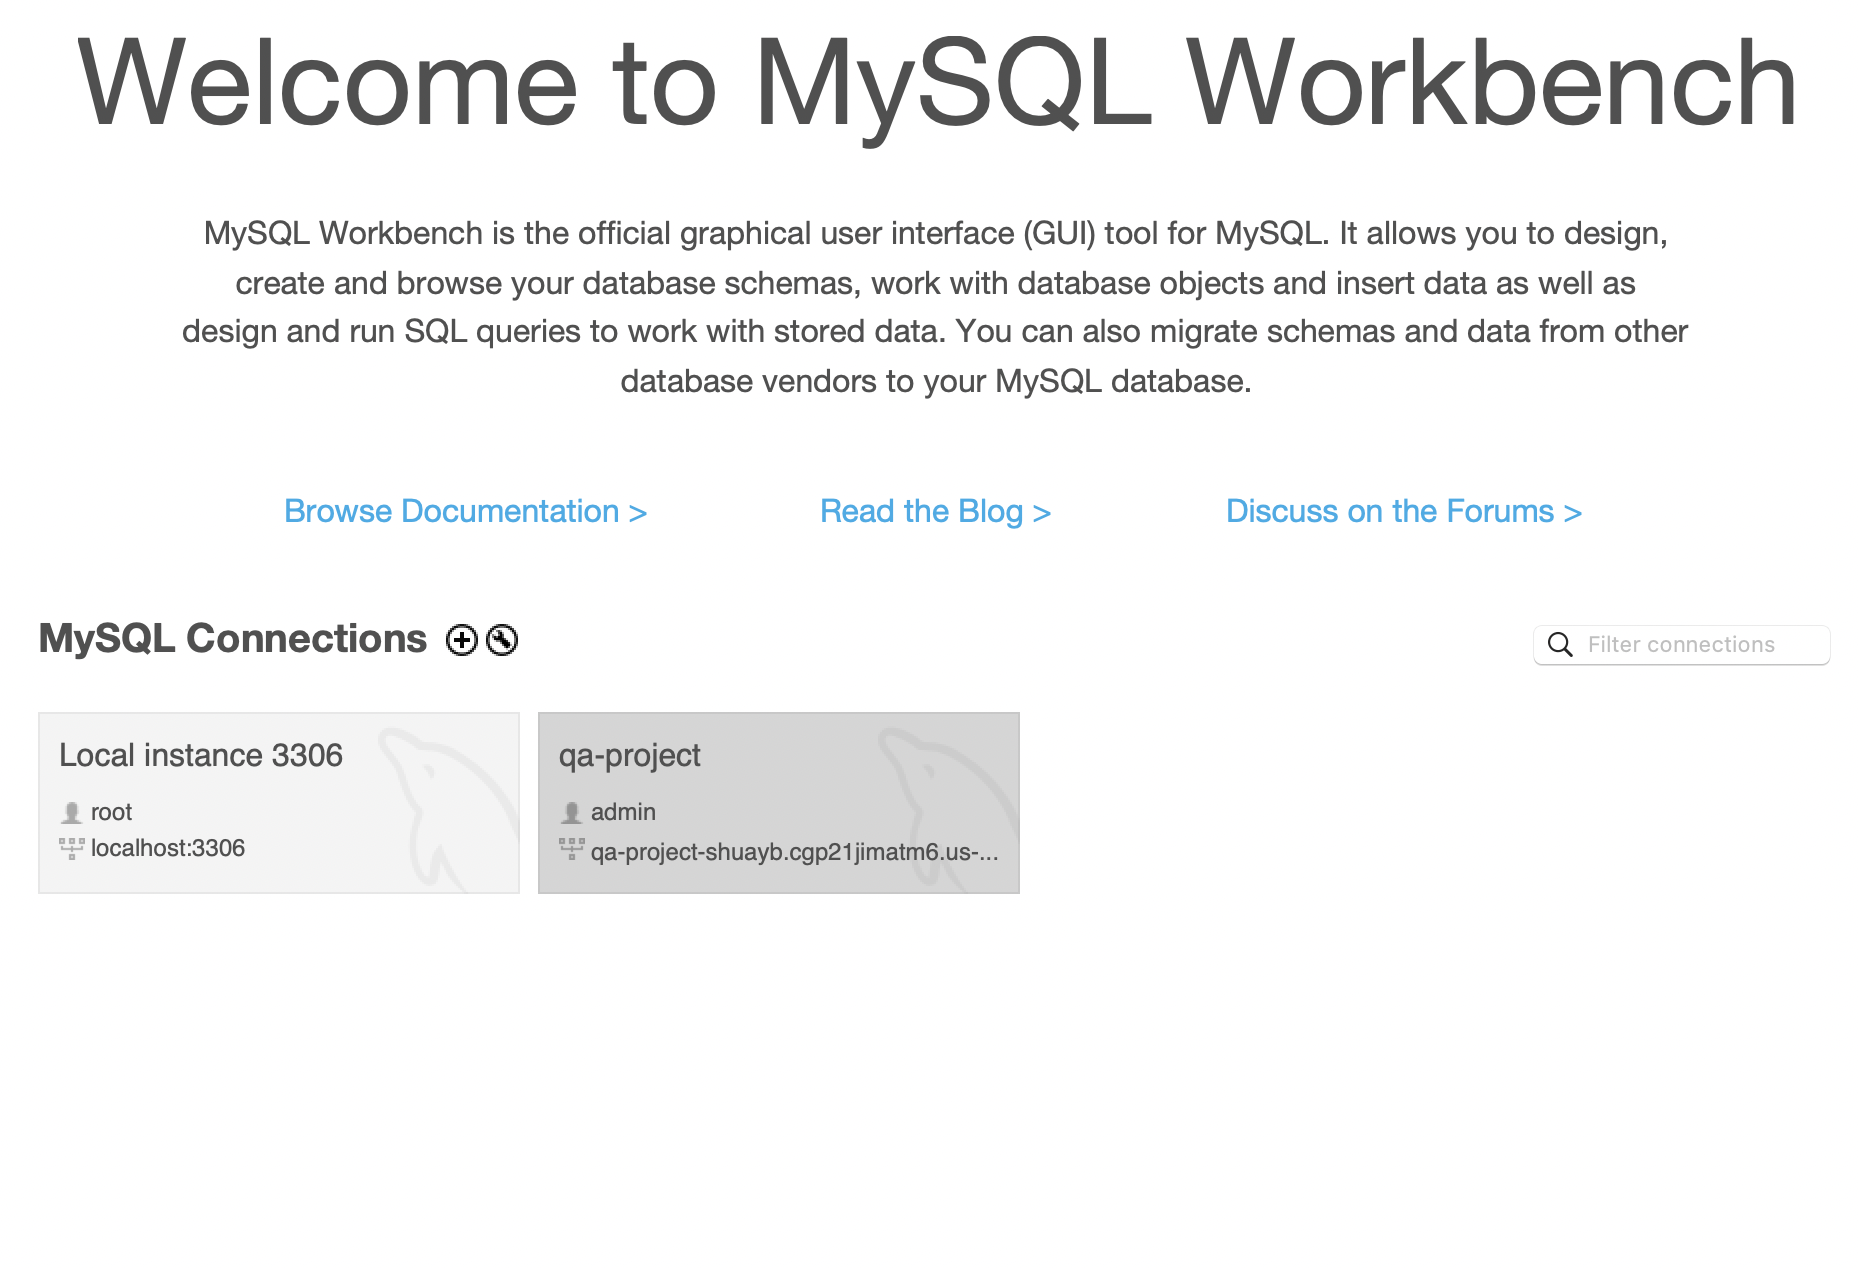 Welcome to MySQL Workbench
MySQL Workbench is the official graphical user interface (GUI) tool for MySQL. It allows you to design,
create and browse your database schemas, work with database objects and insert data as well as
design and run SQL queries to work with stored data. You can also migrate schemas and data from other
database vendors to your MySQL database.
Browse Documentation >
Read the Blog >
Discuss on the Forums >
MySQL Connections
Filter connections
Local instance 3306
root
localhost:3306
qa-project
admin
qa-project-shuayb.cgp21jimatm6.us-...